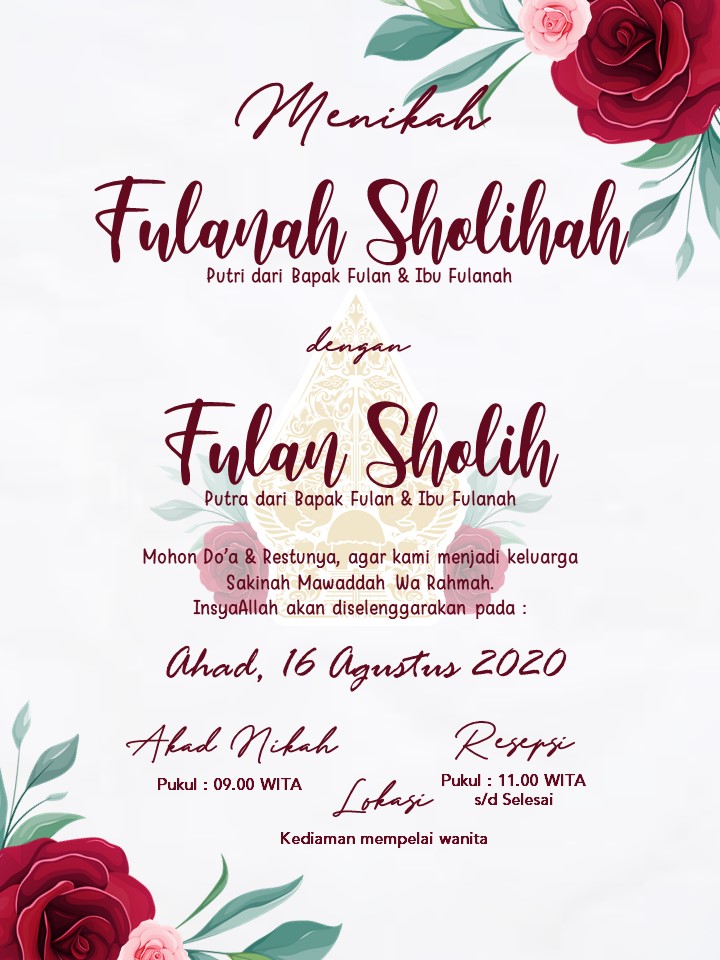 Menikah
Fulanah Sholihah
Putri dari Bapak Fulan & Ibu Fulanah
dengan
Fulan Sholih
Putra dari Bapak Fulan & Ibu Fulanah
Mohon Do'a & Restunya, agar kami menjadi keluarga
Sakinah Mawaddah Wa Rahmah.
InsyaAllah akan diselenggarakan pada :
Ahad, 16 Agustus 2020
Akad Nikah
Pukul : 09.00 WITA
Resepsi
Pukul : 11.00 WITA
s/d Selesai
Lokasi
Kediaman mempelai wanita